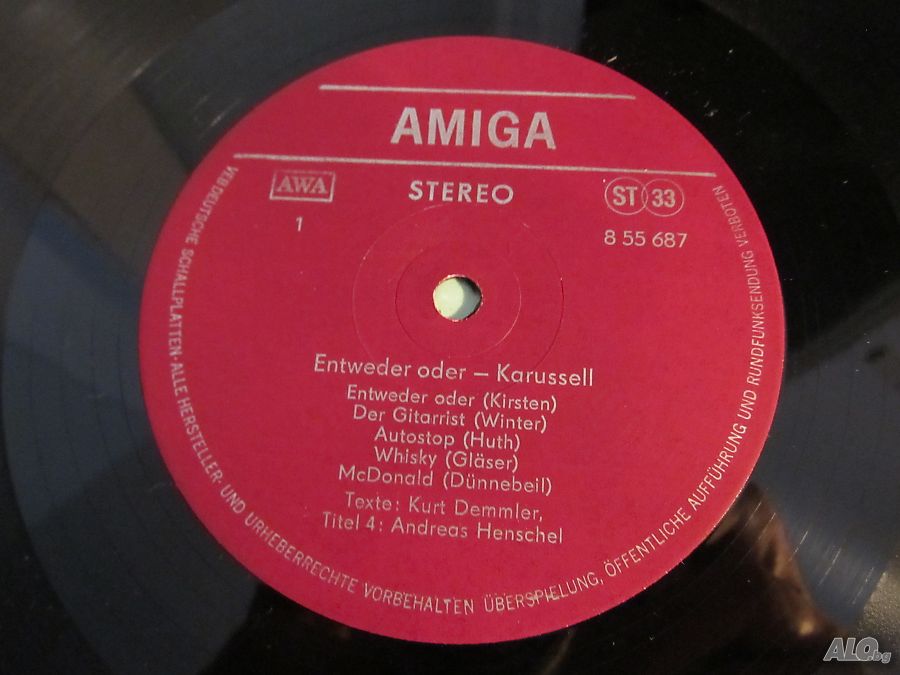 AMIGA
AWA
STEREO
ST 33
1
8 55 687
Entweder oder – Karussell
Entweder oder (Kirsten)
Der Gitarrist (Winter)
Autostop (Huth)
Whisky (Gläser)
McDonald (Dünnebeil)
Texte: Kurt Demmler,
Titel 4: Andreas Henschel
VEB DEUTSCHE SCHALLPLATTEN · ALLE HERSTELLER- UND URHEBERRECHTE VORBEHALTEN ÜBERSPIELUNG, ÖFFENTLICHE AUFFÜHRUNG UND RUNDFUNKSENDUNG VERBOTEN
ALO.bg